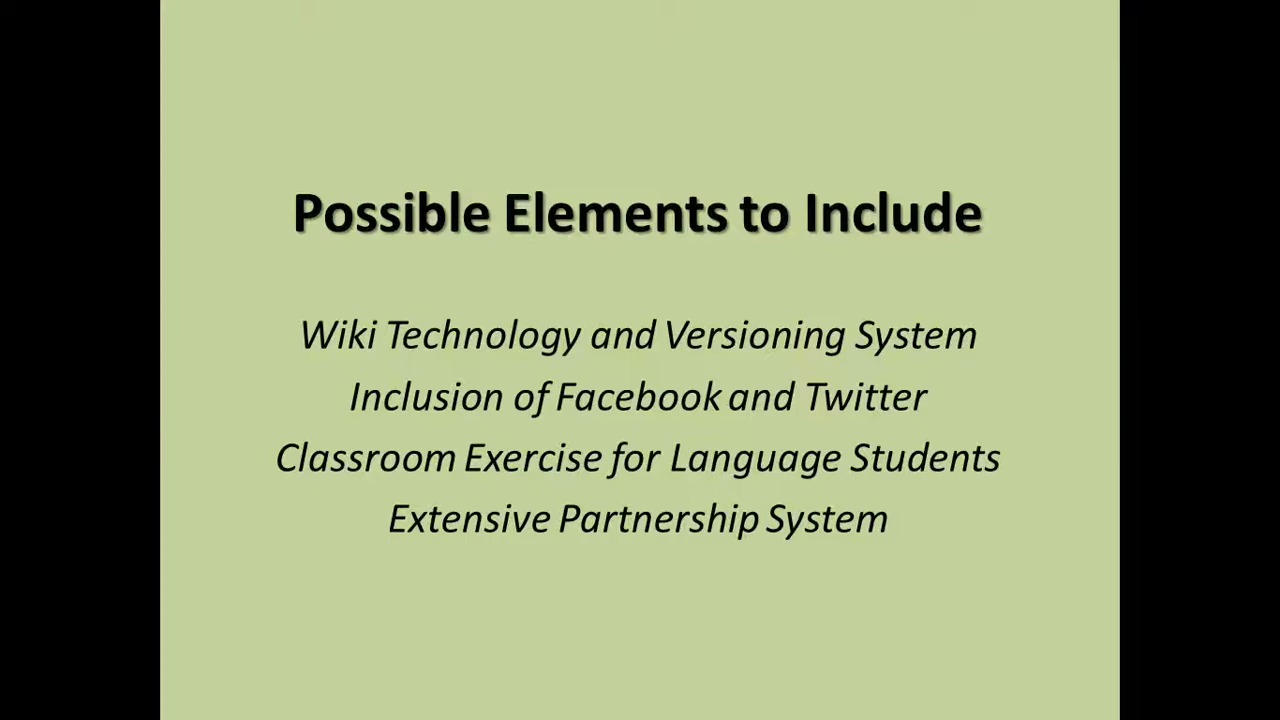 Possible Elements to Include
Wiki Technology and Versioning System
Inclusion of Facebook and Twitter
Classroom Exercise for Language Students
Extensive Partnership System